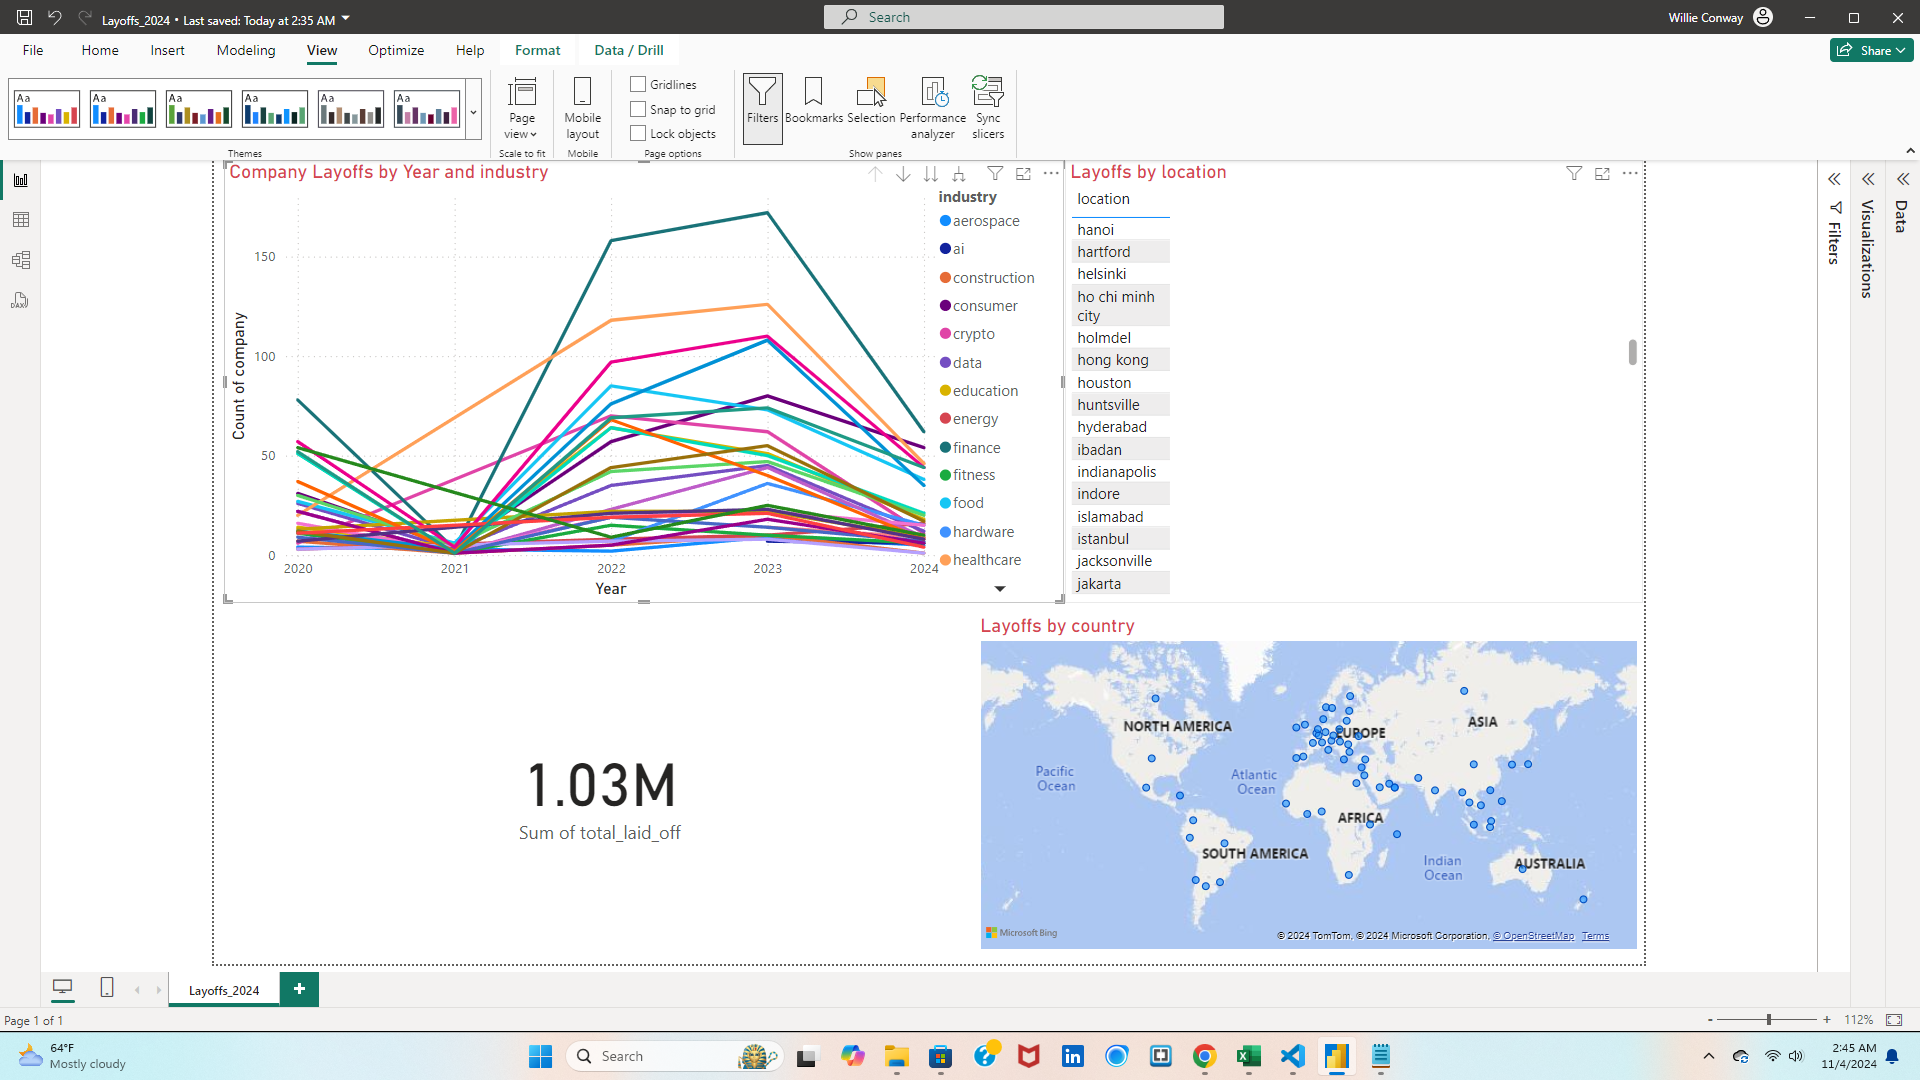 Layoffs_2024 • Last saved: Today at 2:35 AM
Search
Willie Conway
File
Home
Insert
Modeling
View
Optimize
Help
Format
Data / Drill
Share
Aa
Aa
Aa
Aa
Aa
Aa
Themes
Page view
Scale to fit
Mobile layout
Mobile
Gridlines
Snap to grid
Lock objects
Page options
Filters
Bookmarks
Selection
Performance analyzer
Sync slicers
Show panes
Company Layoffs by Year and industry
Count of company
150
100
50
0
2020
2021
2022
2023
2024
Year
industry
aerospace
ai
construction
consumer
crypto
data
education
energy
finance
fitness
food
hardware
healthcare
Layoffs by location
location
hanoi
hartford
helsinki
ho chi minh
city
holmdel
hong kong
houston
huntsville
hyderabad
ibadan
indianapolis
indore
islamabad
istanbul
jacksonville
jakarta
Filters
Visualizations
Data
1.03M
Sum of total_laid_off
Layoffs by country
NORTH AMERICA
EUROPE
ASIA
Pacific
Ocean
Atlantic
Ocean
AFRICA
SOUTH AMERICA
Indian
Ocean
AUSTRALIA
Microsoft Bing
© 2024 TomTom, © 2024 Microsoft Corporation, © OpenStreetMap Terms
Layoffs_2024
Page 1 of 1
- + 112%
64°F
Mostly cloudy
Search
2:45 AM
11/4/2024